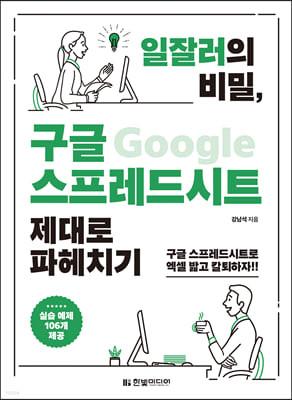 일잘러의
비밀,
구글 Google
스프레드시트
강남석 지음
제대로
파헤치기
구글 스프레드시트로
엑셀 밟고 칼퇴하자!!
실습 예제
106개
제공
한빛미디어